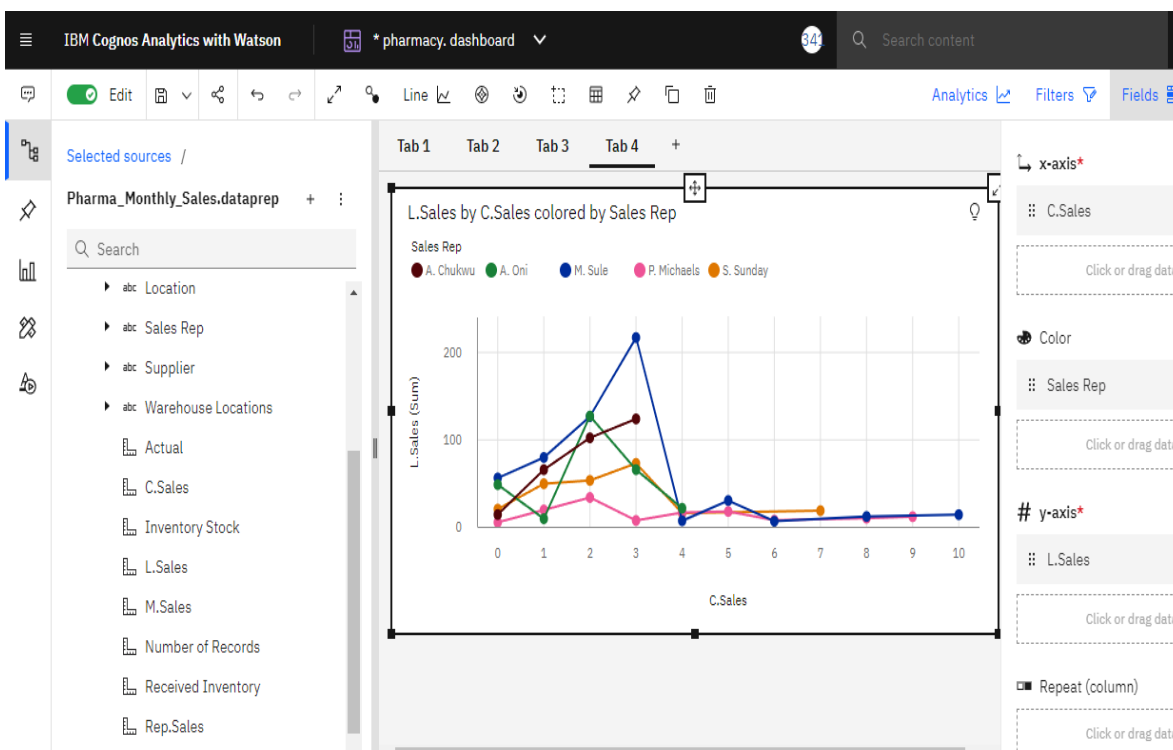 IBM Cognos Analytics with Watson
* pharmacy. dashboard
341
Search content
Edit
Line
Analytics
Filters
Fields
Selected sources /
Pharma_Monthly_Sales.dataprep + ⋮
Search
abc Location
abc Sales Rep
abc Supplier
abc Warehouse Locations
Actual
C.Sales
Inventory Stock
L.Sales
M.Sales
Number of Records
Received Inventory
Rep.Sales
Tab 1 Tab 2 Tab 3 Tab 4 +
L.Sales by C.Sales colored by Sales Rep
Sales Rep
A. Chukwu A. Oni M. Sule P. Michaels S. Sunday
L.Sales (Sum)
200
100
0
0 1 2 3 4 5 6 7 8 9 10
C.Sales
x-axis*
C.Sales
Click or drag data
Color
Sales Rep
Click or drag data
# y-axis*
L.Sales
Click or drag data
Repeat (column)
Click or drag dat